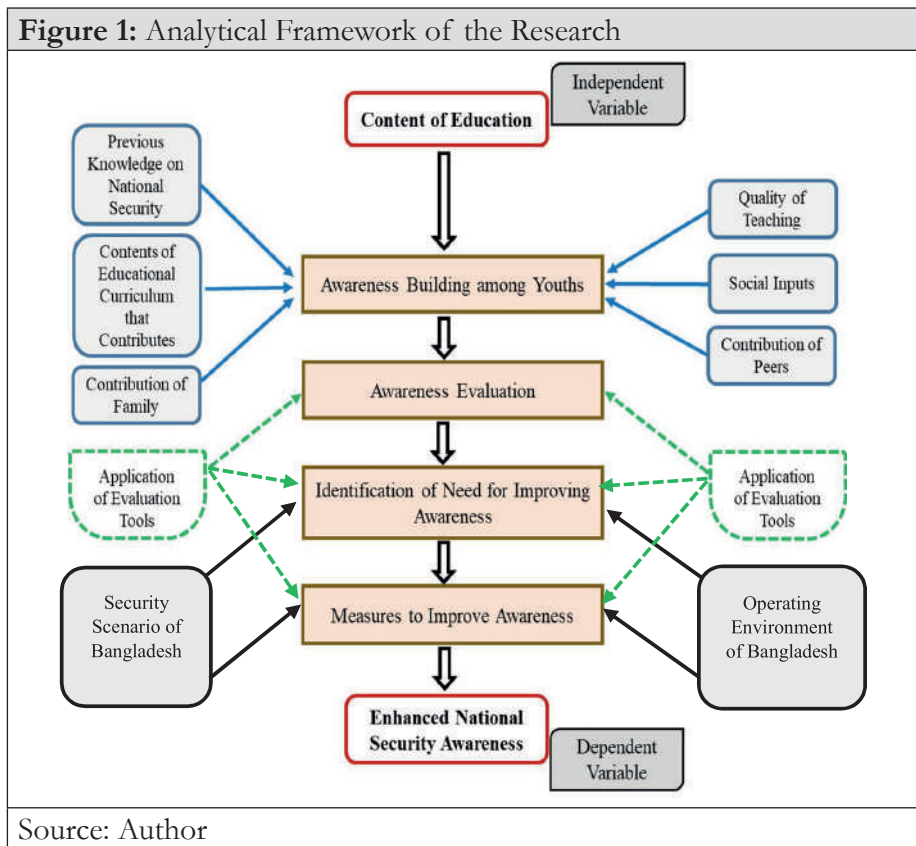 Figure 1: Analytical Framework of the Research
Independent
Variable
Content of Education
Previous
Knowledge on
National
Security
Contents of
Educational
Curriculum
that
Contributes
Contribution of
Family
Quality of
Teaching
Social Inputs
Contribution of
Peers
Awareness Building among Youths
Awareness Evaluation
Application
of Evaluation
Tools
Identification of Need for Improving
Awareness
Application
of Evaluation
Tools
Security
Scenario of
Bangladesh
Measures to Improve Awareness
Operating
Environment
of Bangladesh
Enhanced National
Security Awareness
Dependent
Variable
Source: Author